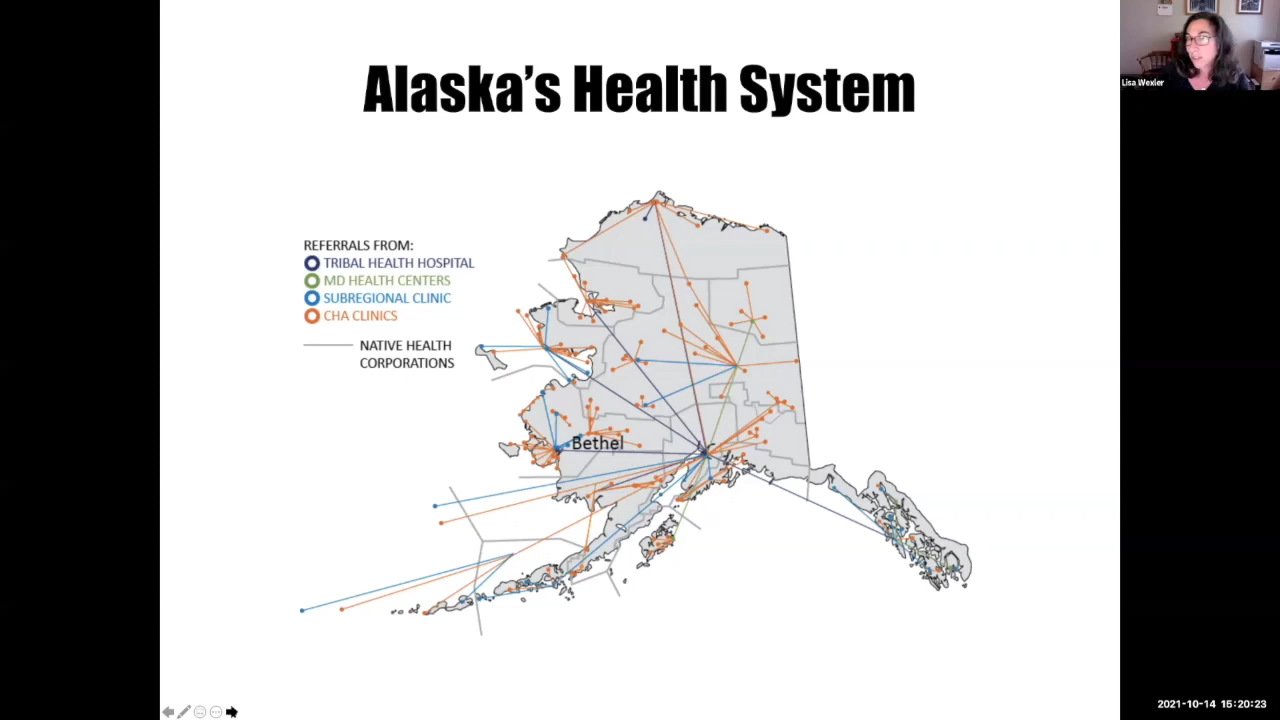 Alaska's Health System
Lisa Wexler
REFERRALS FROM:
TRIBAL HEALTH HOSPITAL
MD HEALTH CENTERS
SUBREGIONAL CLINIC
CHA CLINICS
NATIVE HEALTH
CORPORATIONS
Bethel
2021-10-14 15:20:23